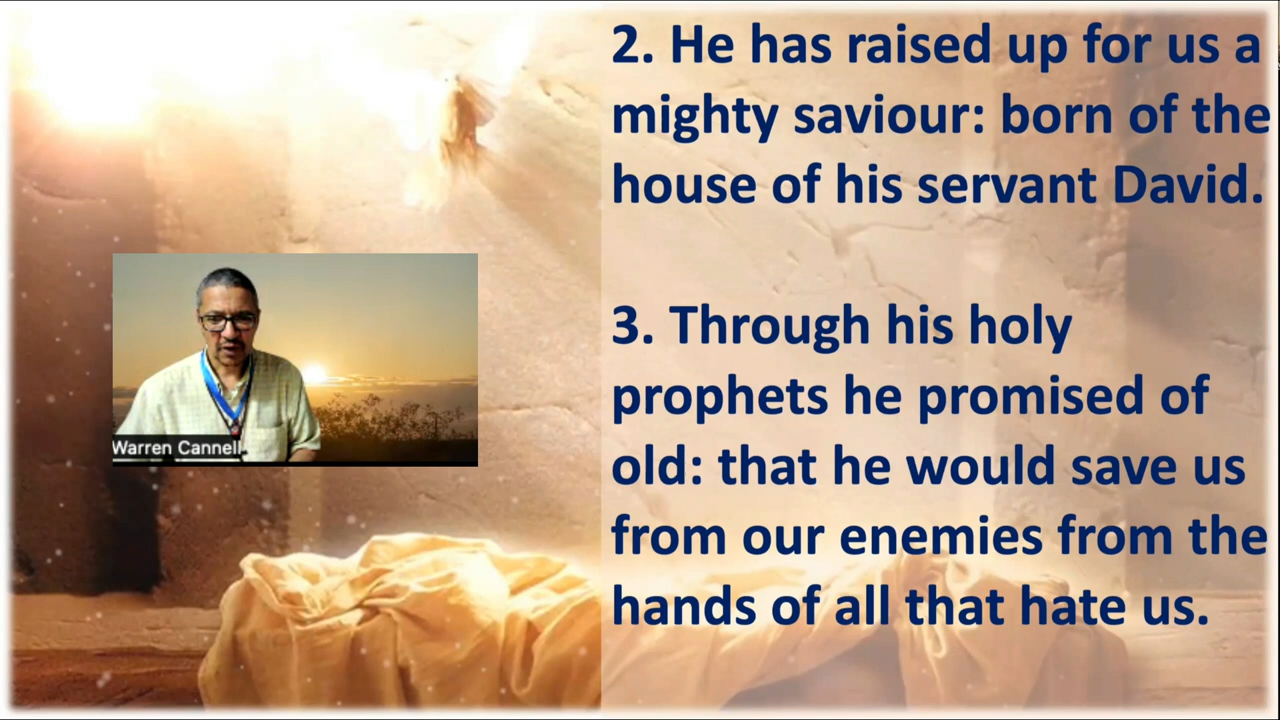 2. He has raised up for us a
mighty saviour: born of the
house of his servant David.
3. Through his holy
prophets he promised of
old: that he would save us
from our enemies from the
hands of all that hate us.
Warren Cannell